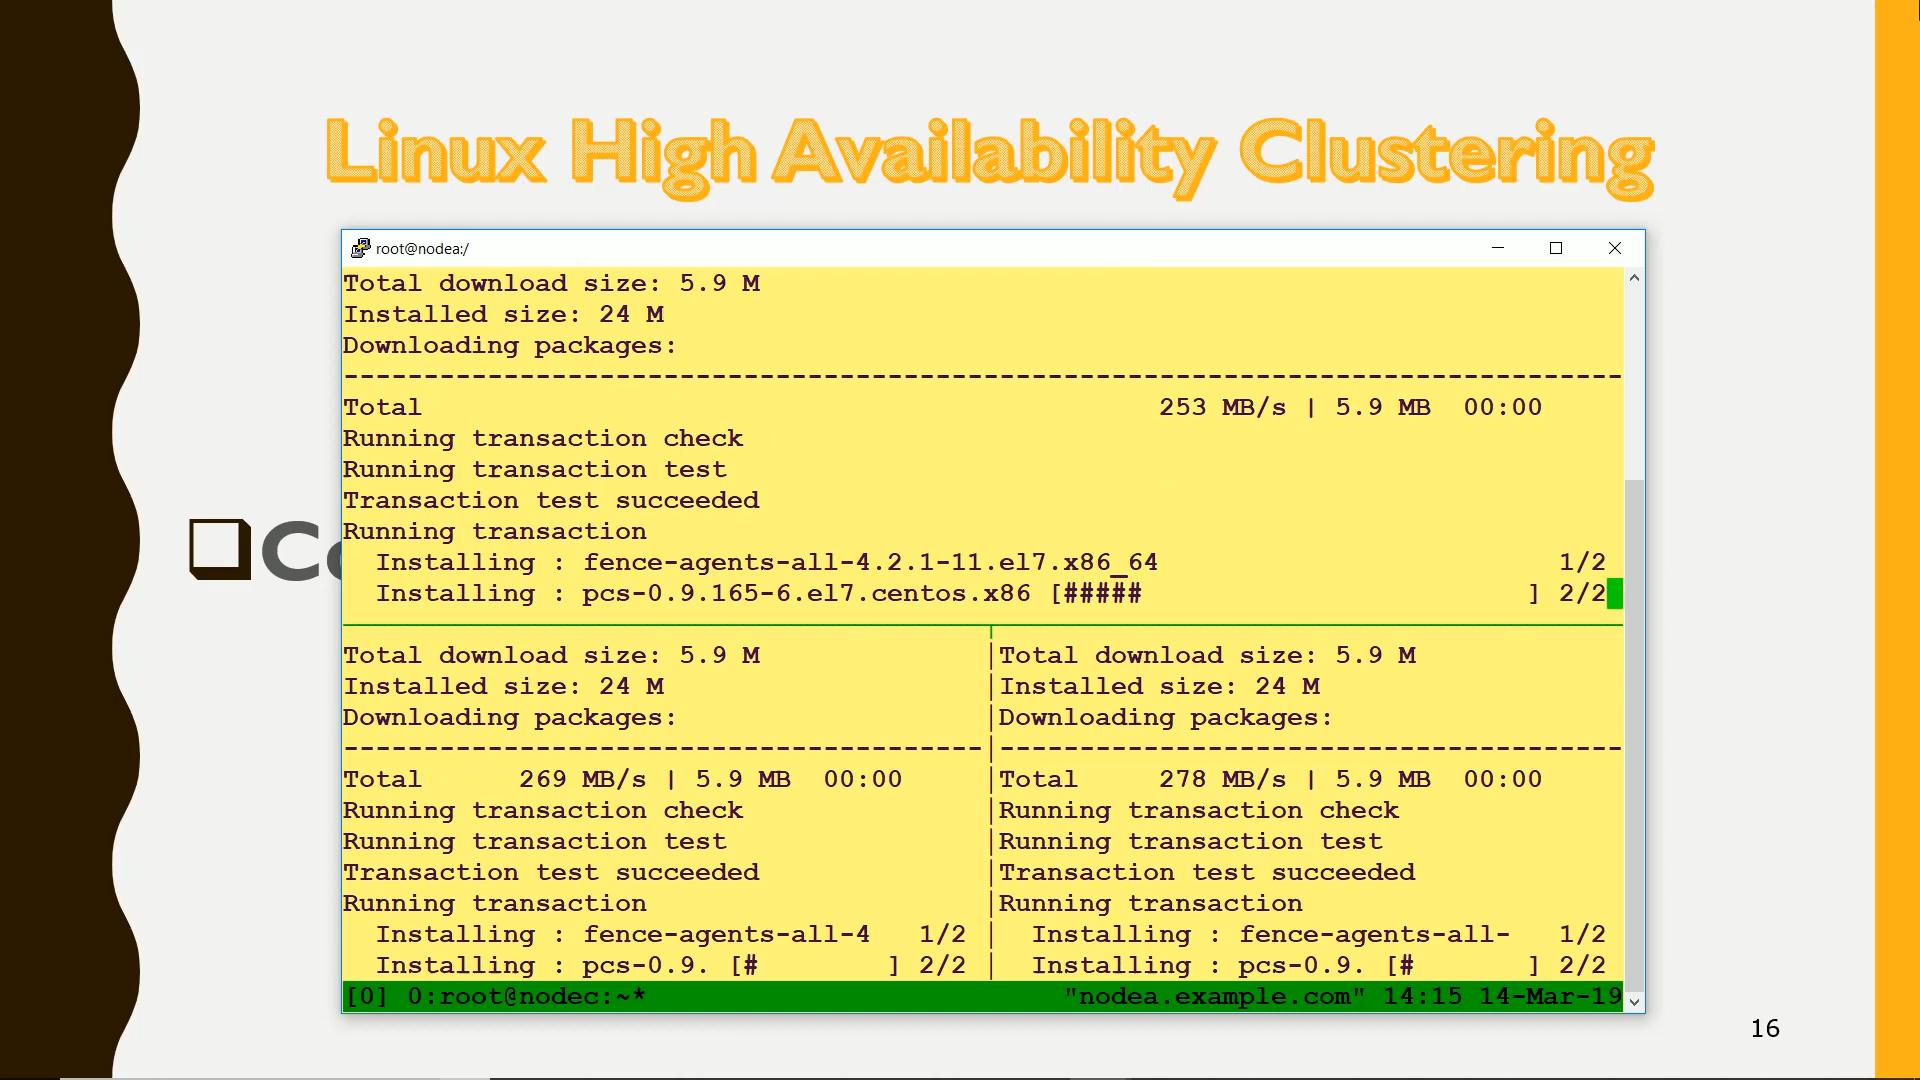 Linux High Availability Clustering
root@nodea:/
Total download size: 5.9 M
Installed size: 24 M
Downloading packages:
--------------------------------------------------------------------------------
Total 253 MB/s | 5.9 MB 00:00
Running transaction check
Running transaction test
Transaction test succeeded
Running transaction
Installing : fence-agents-all-4.2.1-11.el7.x86_64 1/2
Installing : pcs-0.9.165-6.el7.centos.x86 [##### ] 2/2
Total download size: 5.9 M
Installed size: 24 M
Downloading packages:
----------------------------------------
Total 269 MB/s | 5.9 MB 00:00
Running transaction check
Running transaction test
Transaction test succeeded
Running transaction
Installing : fence-agents-all-4 1/2
Installing : pcs-0.9. [# ] 2/2
Total download size: 5.9 M
Installed size: 24 M
Downloading packages:
---------------------------------------
Total 278 MB/s | 5.9 MB 00:00
Running transaction check
Running transaction test
Transaction test succeeded
Running transaction
Installing : fence-agents-all- 1/2
Installing : pcs-0.9. [# ] 2/2
[0] 0:root@nodec:~* "nodea.example.com" 14:15 14-Mar-19
16